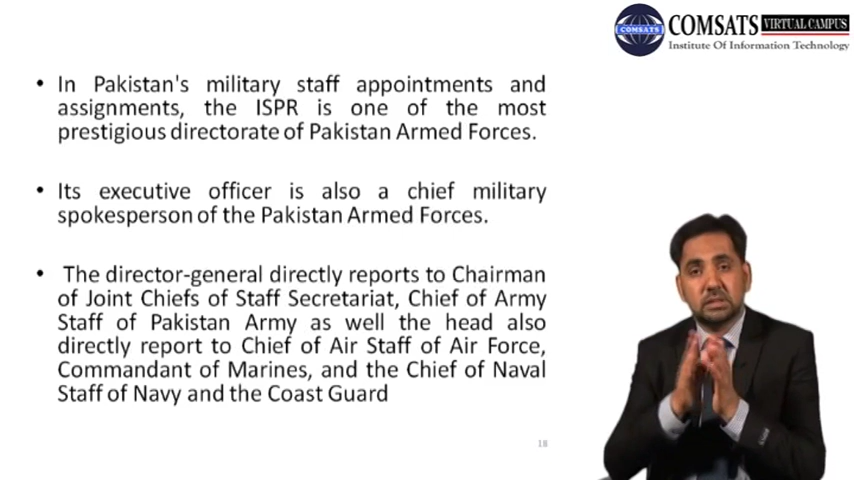 COMSATS VIRTUAL CAMPUS
COMSATS
Institute Of Information Technology
• In Pakistan's military staff appointments and
assignments, the ISPR is one of the most
prestigious directorate of Pakistan Armed Forces.
• Its executive officer is also a chief military
spokesperson of the Pakistan Armed Forces.
• The director-general directly reports to Chairman
of Joint Chiefs of Staff Secretariat, Chief of Army
Staff of Pakistan Army as well the head also
directly report to Chief of Air Staff of Air Force,
Commandant of Marines, and the Chief of Naval
Staff of Navy and the Coast Guard
18